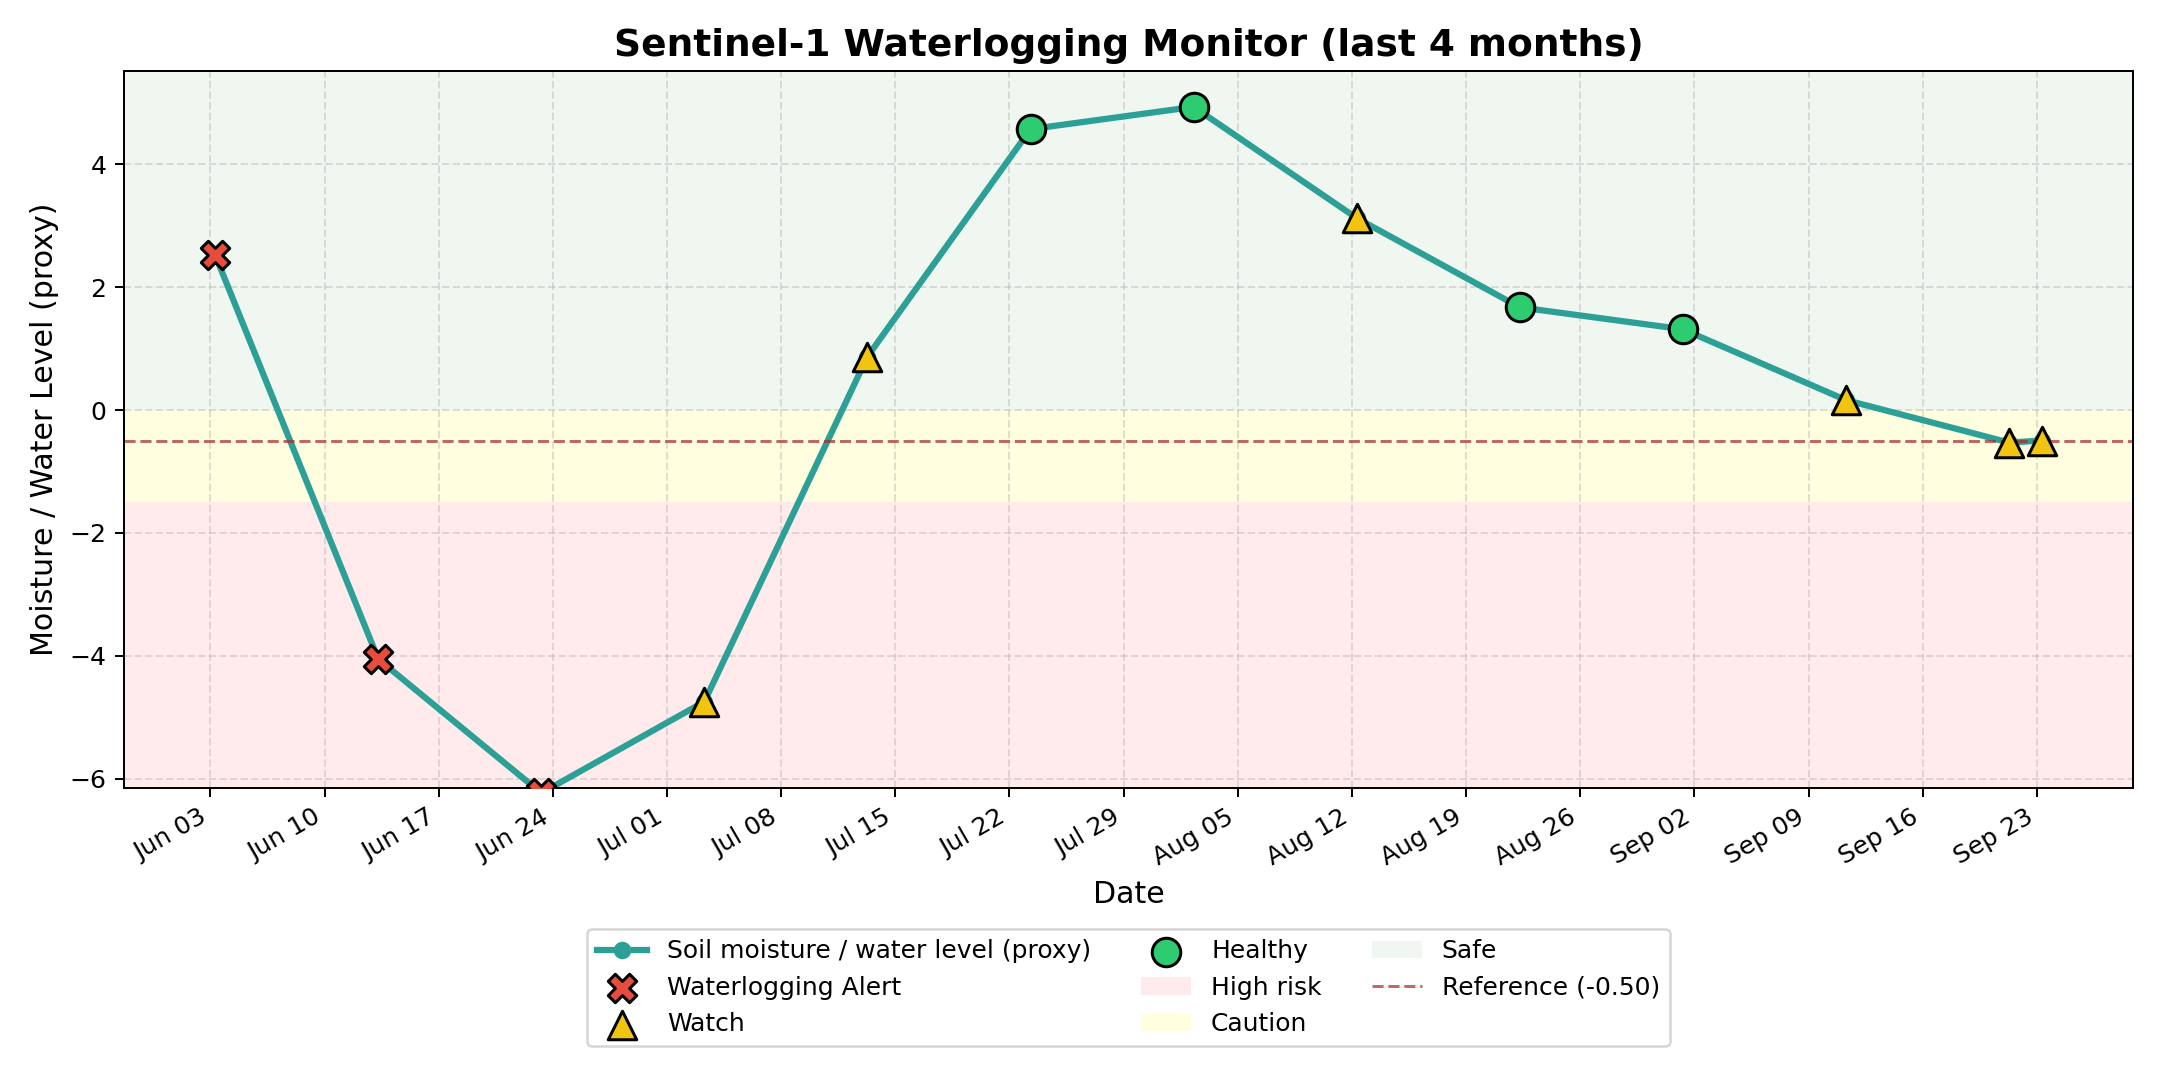 Sentinel-1 Waterlogging Monitor (last 4 months)
Moisture / Water Level (proxy)
4
2
0
−2
−4
−6
Jun 03
Jun 10
Jun 17
Jun 24
Jul 01
Jul 08
Jul 15
Jul 22
Jul 29
Aug 05
Aug 12
Aug 19
Aug 26
Sep 02
Sep 09
Sep 16
Sep 23
Date
Soil moisture / water level (proxy)
Waterlogging Alert
Watch
Healthy
High risk
Caution
Safe
Reference (-0.50)